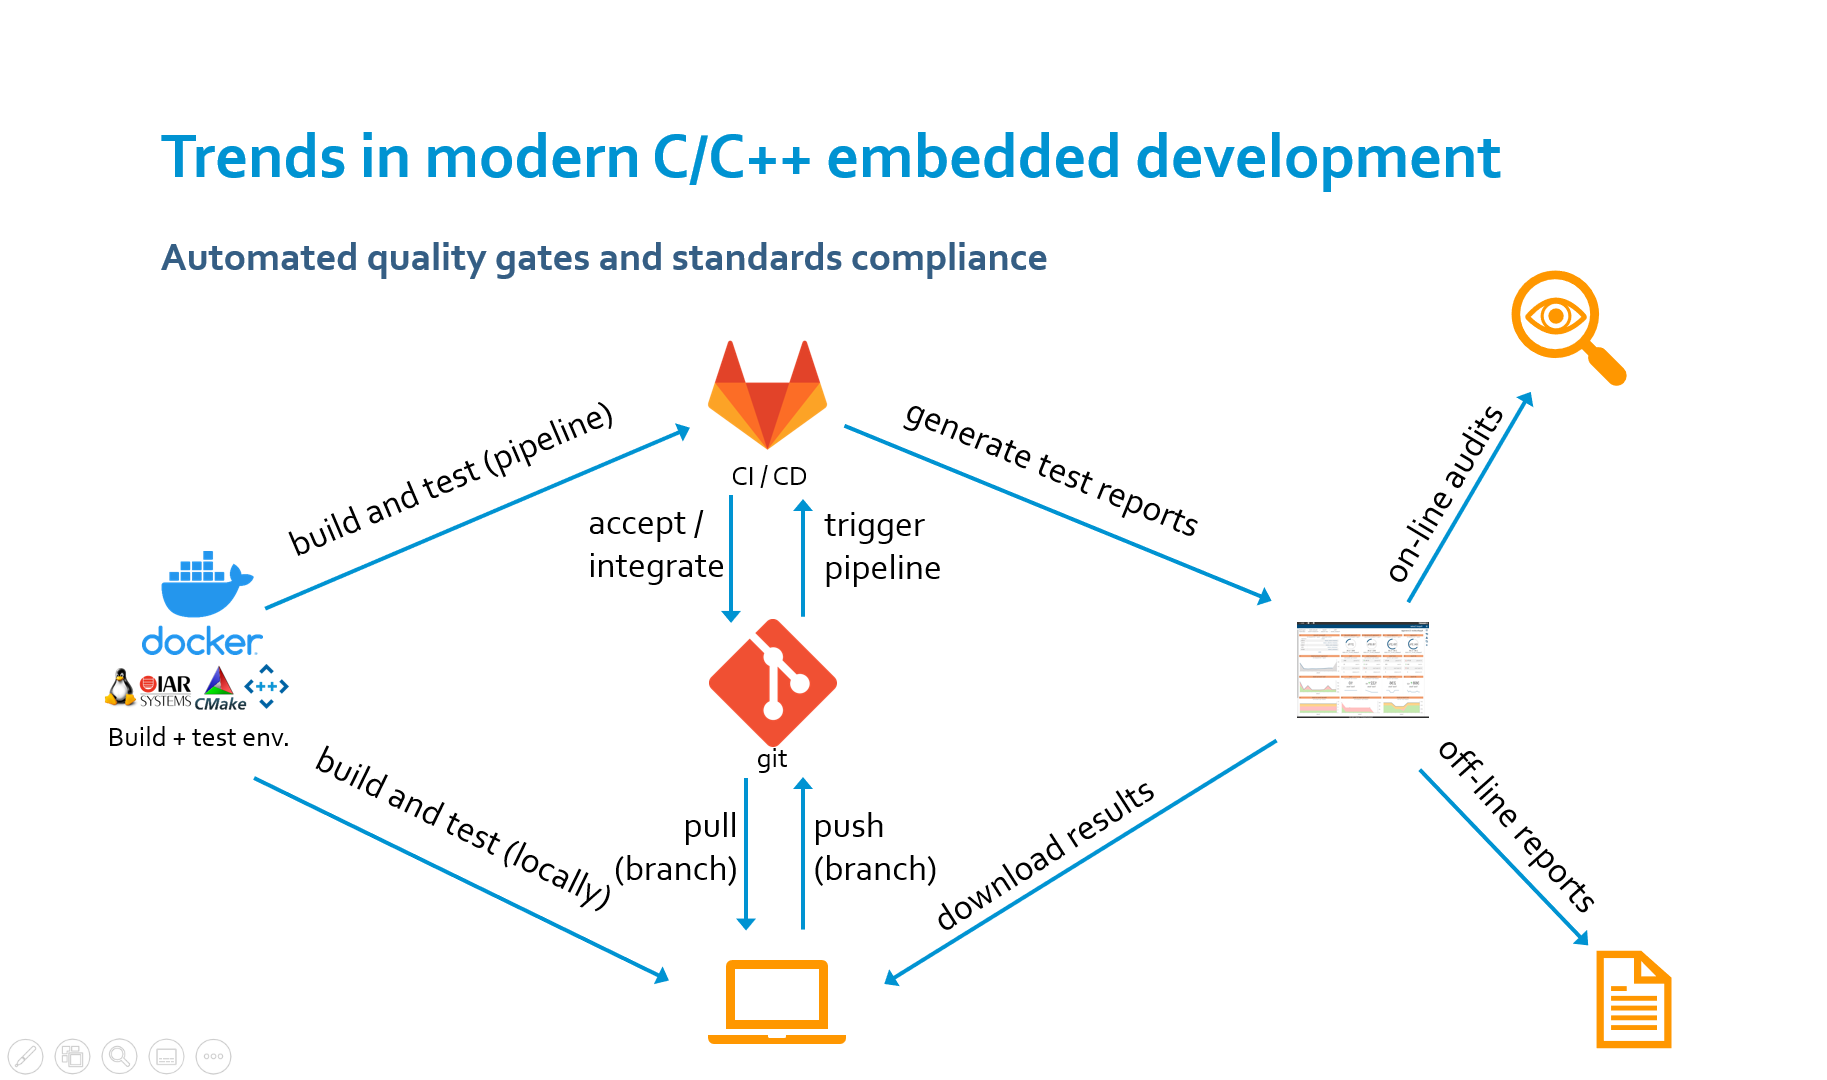 Trends in modern C/C++ embedded development
Automated quality gates and standards compliance
build and test (pipeline)
CI / CD
generate test reports
on-line audits
accept /
integrate
trigger
pipeline
docker
IAR
SYSTEMS
CMake
++
Build + test env.
git
build and test (locally)
pull
(branch)
push
(branch)
download results
off-line reports